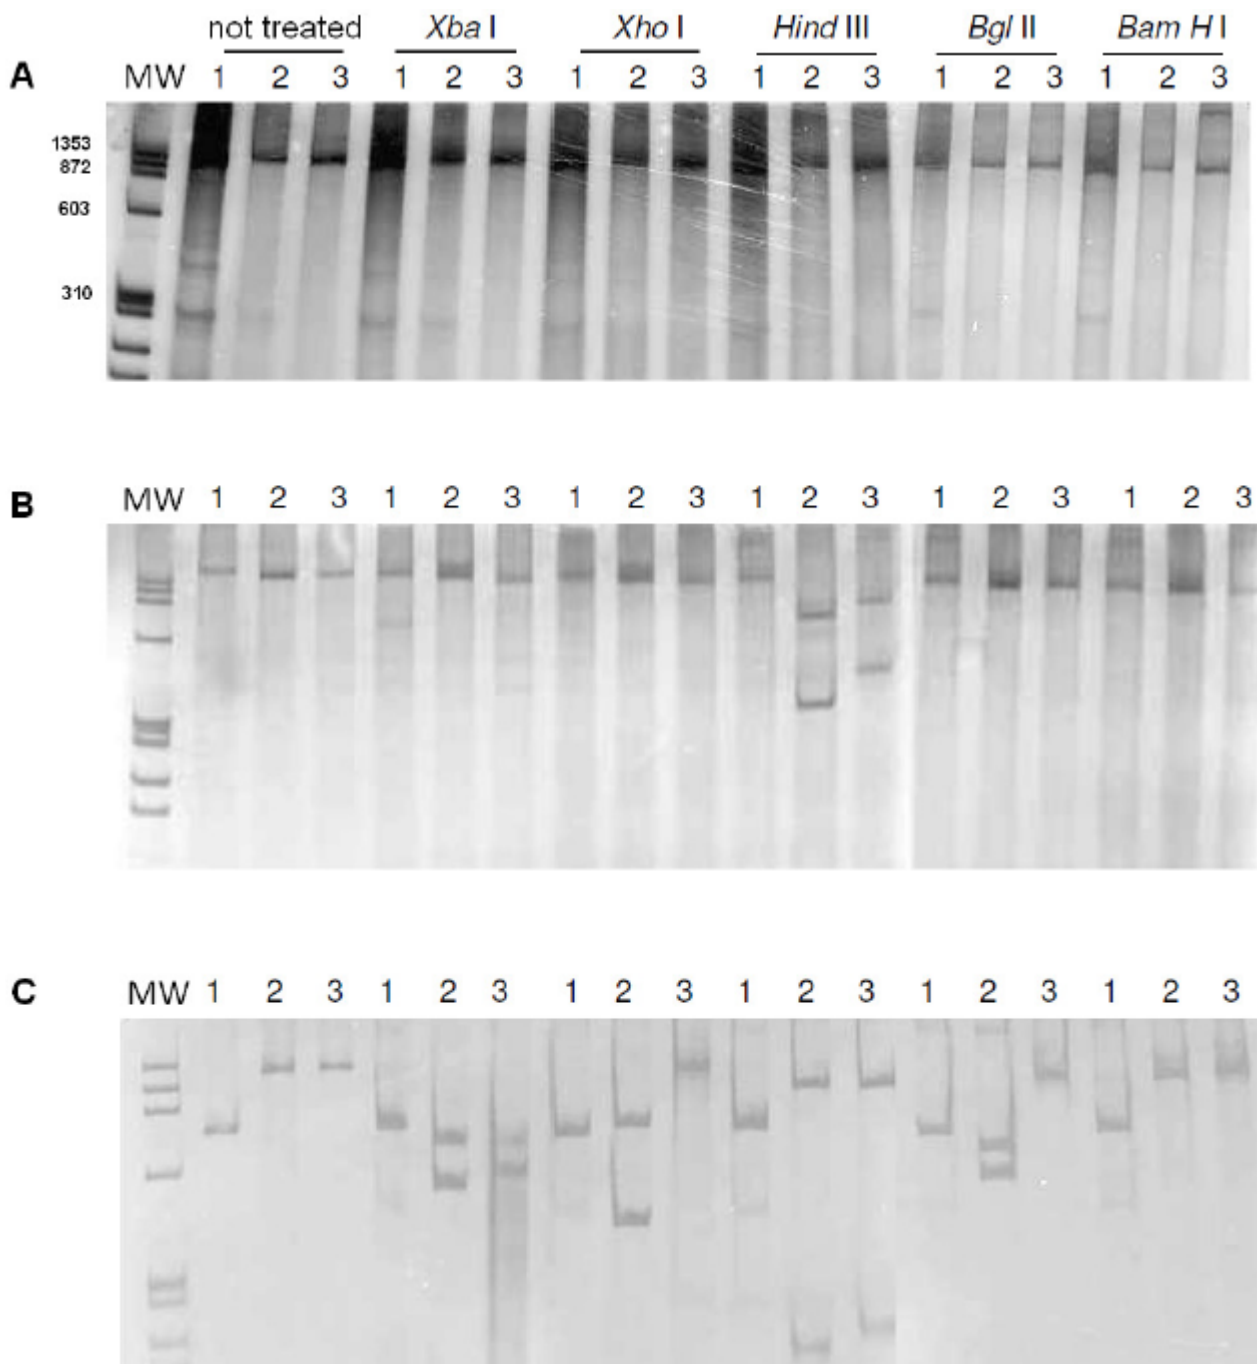 not treated Xba I Xho I Hind III Bgl II Bam H I
A MW 1 2 3 1 2 3 1 2 3 1 2 3 1 2 3 1 2 3
1353
872
603
310
B MW 1 2 3 1 2 3 1 2 3 1 2 3 1 2 3 1 2 3
C MW 1 2 3 1 2 3 1 2 3 1 2 3 1 2 3 1 2 3